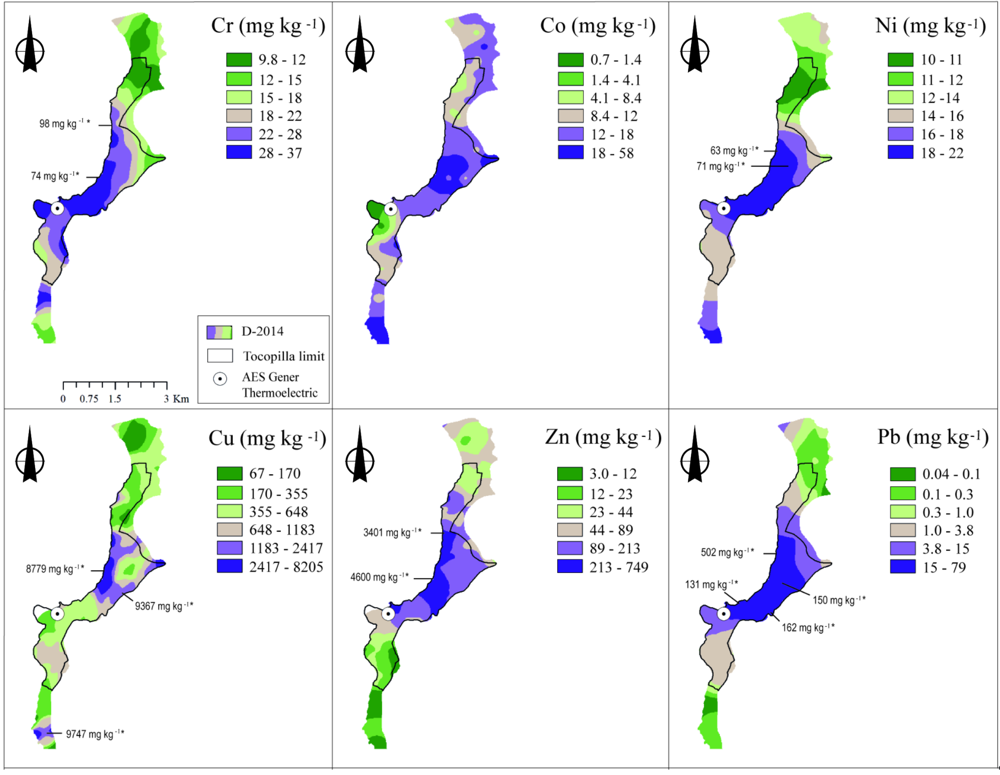 Cr (mg kg -1)
9.8 - 12
12 - 15
15 - 18
18 - 22
22 - 28
28 - 37
98 mg kg -1 *
74 mg kg -1*
D-2014
Tocopilla limit
AES Gener
Thermoelectric
0 0.75 1.5 3 Km
Co (mg kg -1)
0.7 - 1.4
1.4 - 4.1
4.1 - 8.4
8.4 - 12
12 - 18
18 - 58
Ni (mg kg-1)
10 - 11
11 - 12
12 -14
14 - 16
16 - 18
18 - 22
63 mg kg-1*
71 mg kg-1*
Cu (mg kg -1)
67 - 170
170 - 355
355 - 648
648 - 1183
1183 - 2417
2417 - 8205
8779 mg kg-1*
9367 mg kg-1*
9747 mg kg-1*
Zn (mg kg-1)
3.0 - 12
12 - 23
23 - 44
44 - 89
89 - 213
213 - 749
3401 mg kg-1*
4600 mg kg-1*
Pb (mg kg-1)
0.04 - 0.1
0.1 - 0.3
0.3 - 1.0
1.0 - 3.8
3.8 - 15
15 - 79
502 mg kg-1*
131 mg kg-1*
150 mg kg-1*
162 mg kg-1*